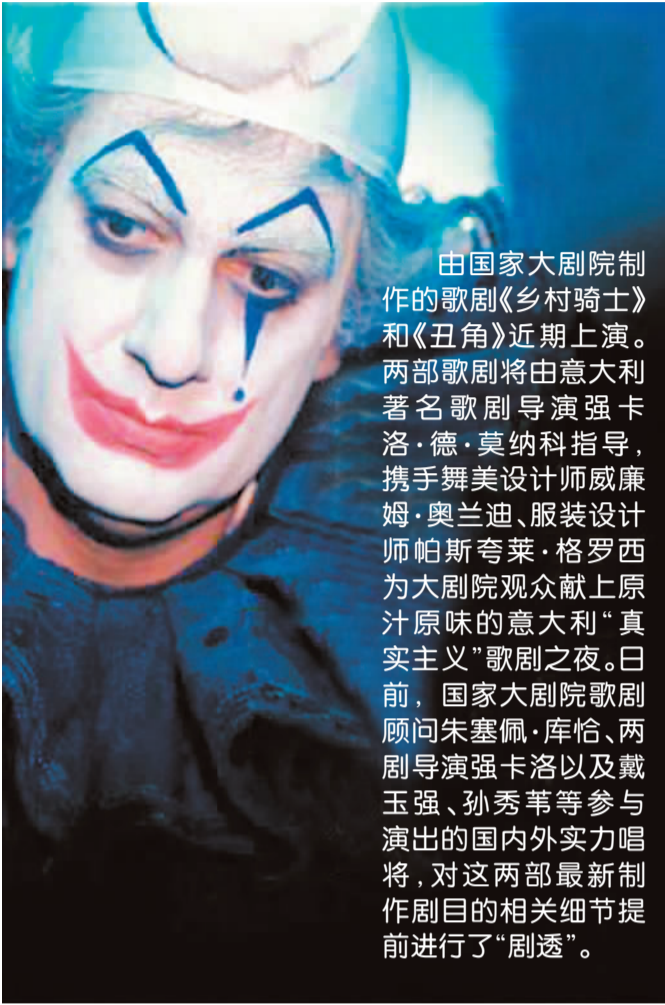 由国家大剧院制
作的歌剧《乡村骑士》
和《丑角》近期上演。
两部歌剧将由意大利
著名歌剧导演强卡
洛·德·莫纳科指导，
携手舞美设计师威廉
姆·奥兰迪、服装设计
师帕斯夸莱·格罗西
为大剧院观众献上原
汁原味的意大利“真
实主义”歌剧之夜。日
前，国家大剧院歌剧
顾问朱塞佩·库恰、两
剧导演强卡洛以及戴
玉强、孙秀苇等参与
演出的国内外实力唱
将，对这两部最新制
作剧目的相关细节提
前进行了“剧透”。